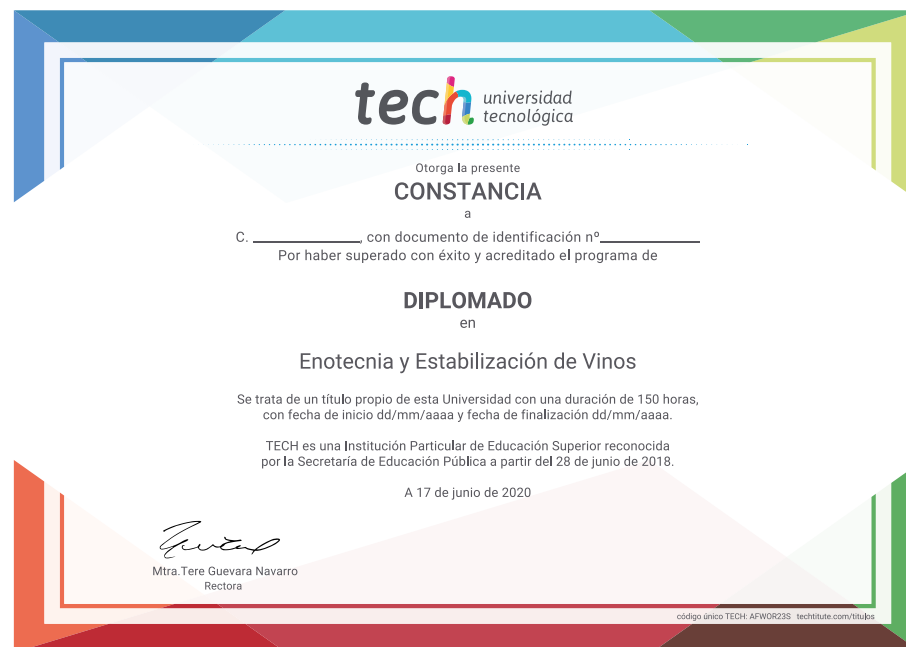 tech universidad
tecnológica
Otorga la presente
CONSTANCIA
a
C. ______________, con documento de identificación nº_____________
Por haber superado con éxito y acreditado el programa de
DIPLOMADO
en
Enotecnia y Estabilización de Vinos
Se trata de un título propio de esta Universidad con una duración de 150 horas,
con fecha de inicio dd/mm/aaaa y fecha de finalización dd/mm/aaaa.
TECH es una Institución Particular de Educación Superior reconocida
por la Secretaría de Educación Pública a partir del 28 de junio de 2018.
A 17 de junio de 2020
Mtra.Tere Guevara Navarro
Rectora
código único TECH: AFWOR23S techtitute.com/titulos